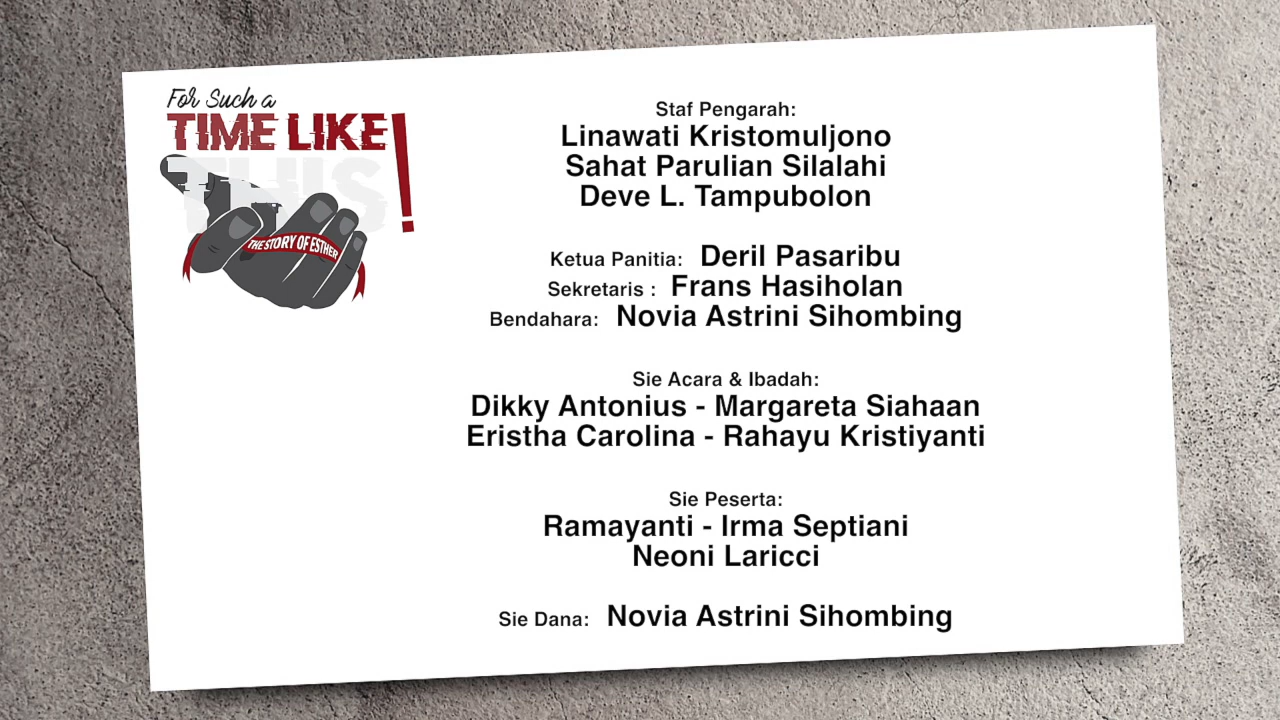 For Such a
TIME LIKE
THIS!
THE STORY OF ESTHER
Staf Pengarah:
Linawati Kristomuljono
Sahat Parulian Silalahi
Deve L. Tampubolon
Ketua Panitia: Deril Pasaribu
Sekretaris : Frans Hasiholan
Bendahara: Novia Astrini Sihombing
Sie Acara & Ibadah:
Dikky Antonius - Margareta Siahaan
Eristha Carolina - Rahayu Kristiyanti
Sie Peserta:
Ramayanti - Irma Septiani
Neoni Laricci
Sie Dana: Novia Astrini Sihombing